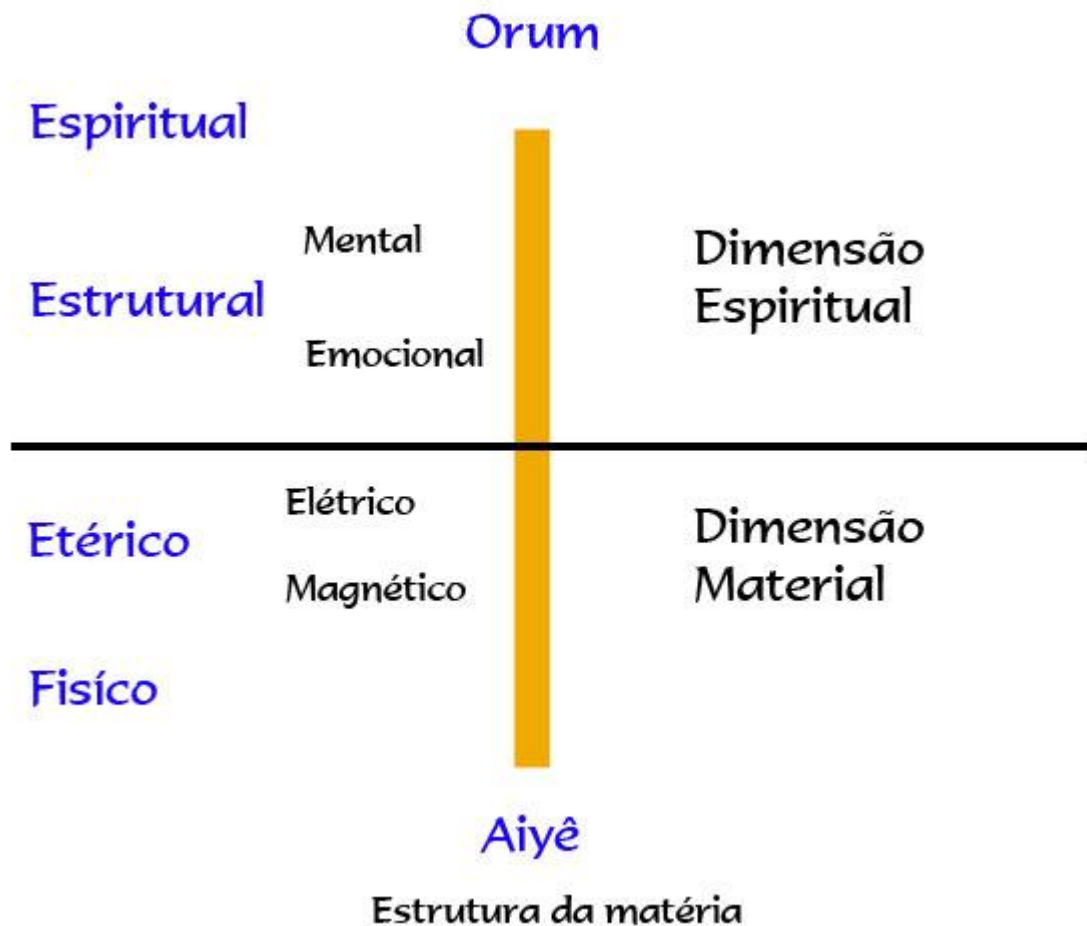 Orum
Espiritual
Mental
Estrutural
Emocional
Dimensão
Espiritual
Elétrico
Etérico
Magnético
Dimensão
Material
Fisíco
Aiyê
Estrutura da matéria